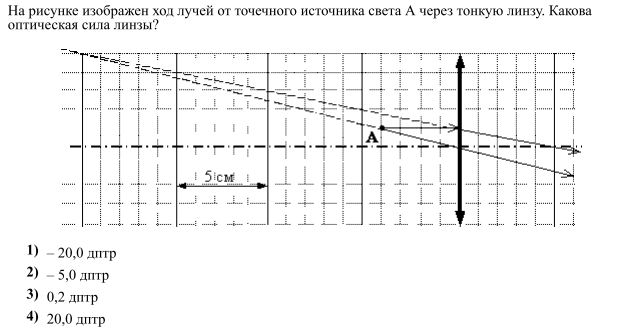 На рисунке изображен ход лучей от точечного источника света А через тонкую линзу. Какова
оптическая сила линзы?
А
5 см
1) – 20,0 дптр
2) – 5,0 дптр
3) 0,2 дптр
4) 20,0 дптр